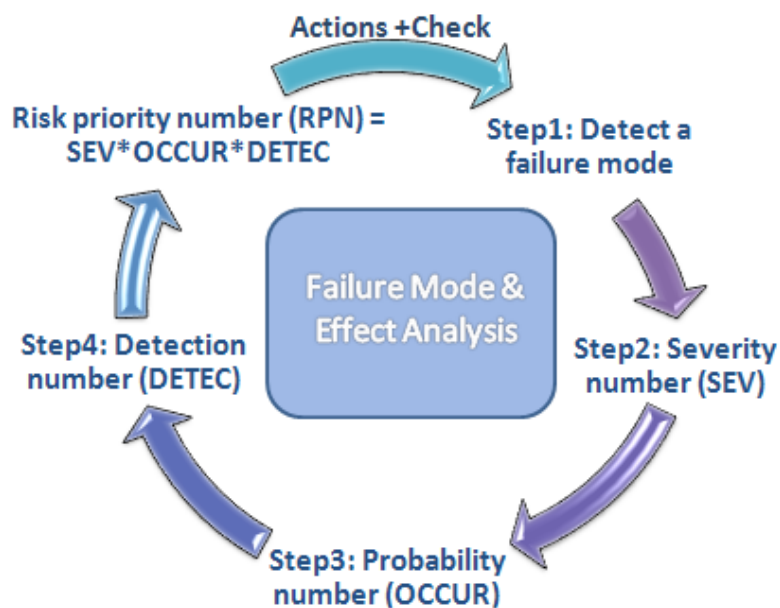 Actions +Check
Risk priority number (RPN) =
SEV*OCCUR*DETEC
Step1: Detect a
failure mode
Failure Mode &
Effect Analysis
Step2: Severity
number (SEV)
Step3: Probability
number (OCCUR)
Step4: Detection
number (DETEC)